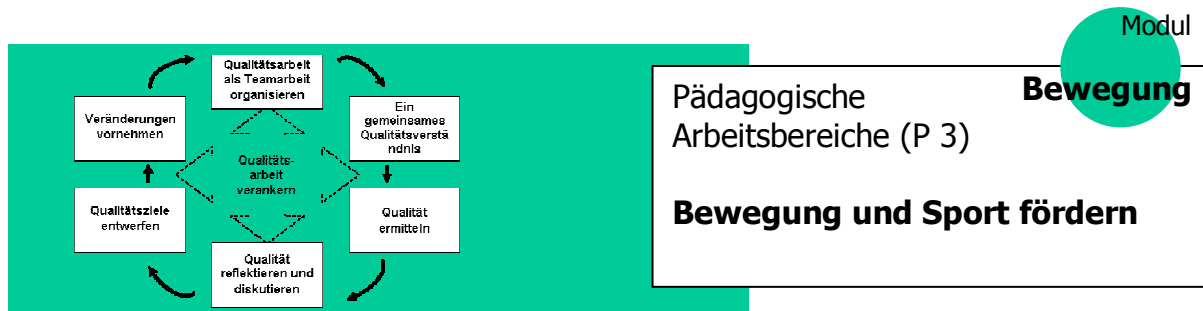 Qualitätsarbeit
als Teamarbeit
organisieren
Ein
gemeinsames
Qualitätsverstä
ndnis
Qualität
ermitteln
Qualität
reflektieren und
diskutieren
Qualitätsziele
entwerfen
Veränderungen
vornehmen
Qualitäts-
arbeit
verankern
Modul
Bewegung
Pädagogische
Arbeitsbereiche (P 3)
Bewegung und Sport fördern